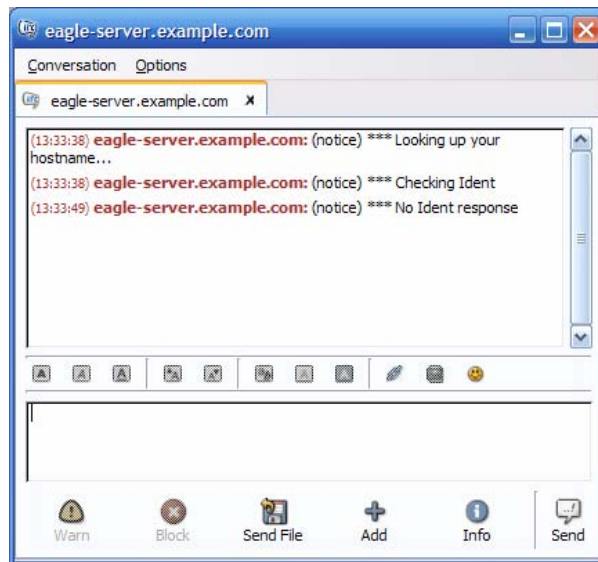 eagle-server.example.com
Conversation Options
eagle-server.example.com
(13:33:38) eagle-server.example.com: (notice) *** Looking up your
hostname...
(13:33:38) eagle-server.example.com: (notice) *** Checking Ident
(13:33:49) eagle-server.example.com: (notice) *** No Ident response
Warn Block Send File Add Info Send